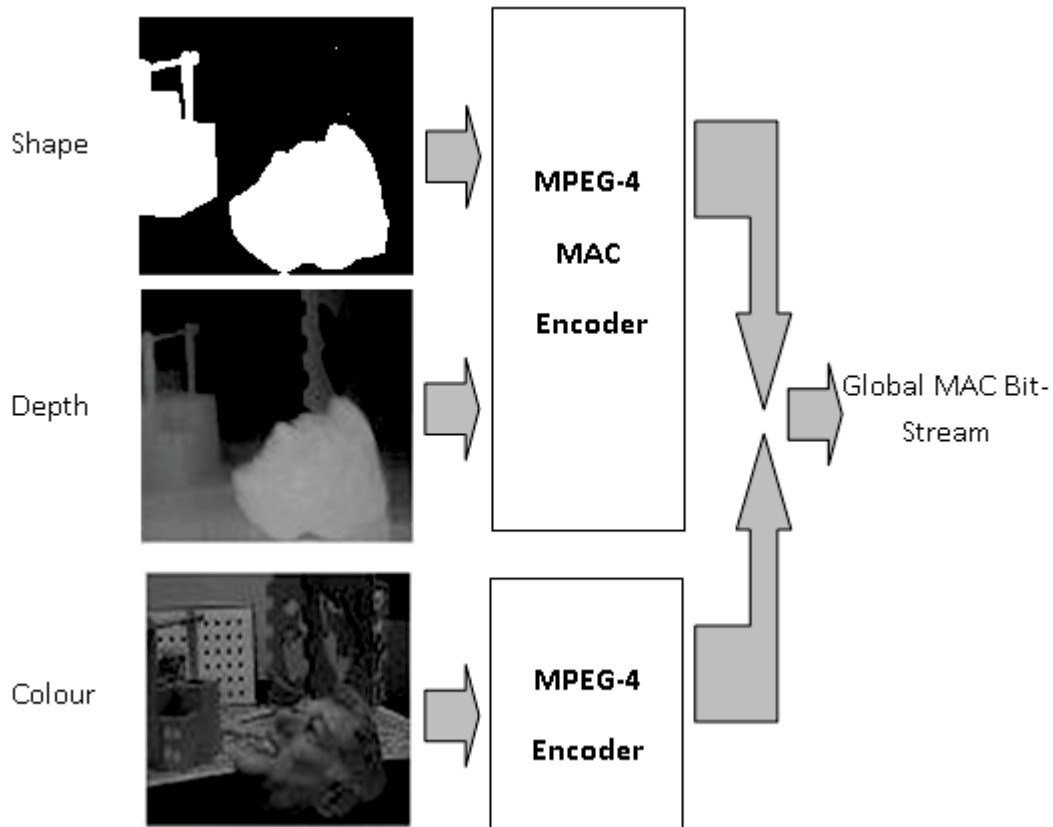 Shape
MPEG-4
MAC
Encoder
Depth
Global MAC Bit-
Stream
Colour
MPEG-4
Encoder